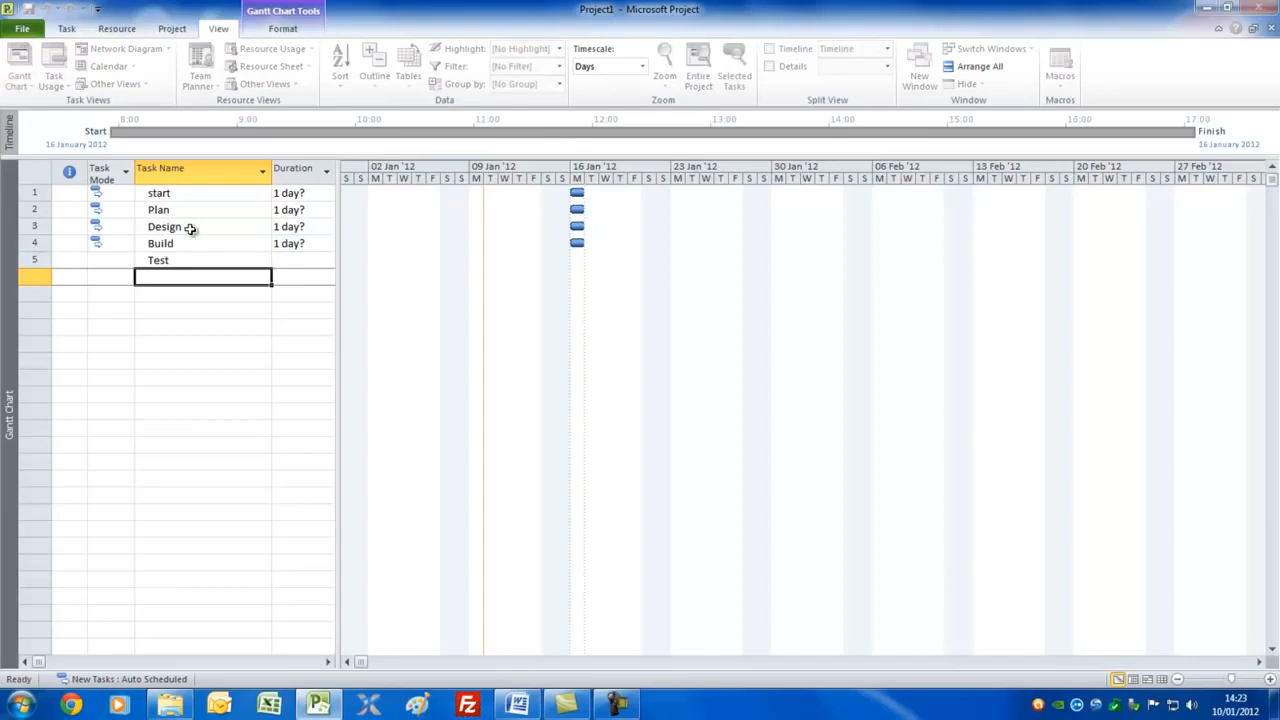 Gantt Chart Tools
Project1 - Microsoft Project
File Task Resource Project View Format
Gantt Chart
Task Usage
Network Diagram
Calendar
Other Views
Task Views
Team Planner
Resource Usage
Resource Sheet
Other Views
Resource Views
Sort
Outline
Tables
Highlight: [No Highlight]
Filter: [No Filter]
Group by: [No Group]
Data
Timescale:
Days
Zoom
Entire Project
Selected Tasks
Zoom
Timeline Timeline
Details
Split View
New Window
Switch Windows
Arrange All
Hide
Window
Macros
Macros
Timeline
8:00 9:00 11:00 12:00 13:00 14:00 15:00 16:00 17:00
Start
16 January 2012
Finish
16 January 2012
Task Mode Task Name Duration
02 Jan '12 09 Jan '12 16 Jan '12 23 Jan '12 30 Jan '12 06 Feb '12 13 Feb '12 20 Feb '12 27 Feb '12
S S M T W T F S S M T W T F S S M T W T F S S M T W T F S S M T W T F S S M T W T F S S M T W T F S S M T W T F S S M T W T F S
1 start 1 day?
2 Plan 1 day?
3 Design 1 day?
4 Build 1 day?
5 Test
Gantt Chart
Ready New Tasks : Auto Scheduled
14:23
10/01/2012